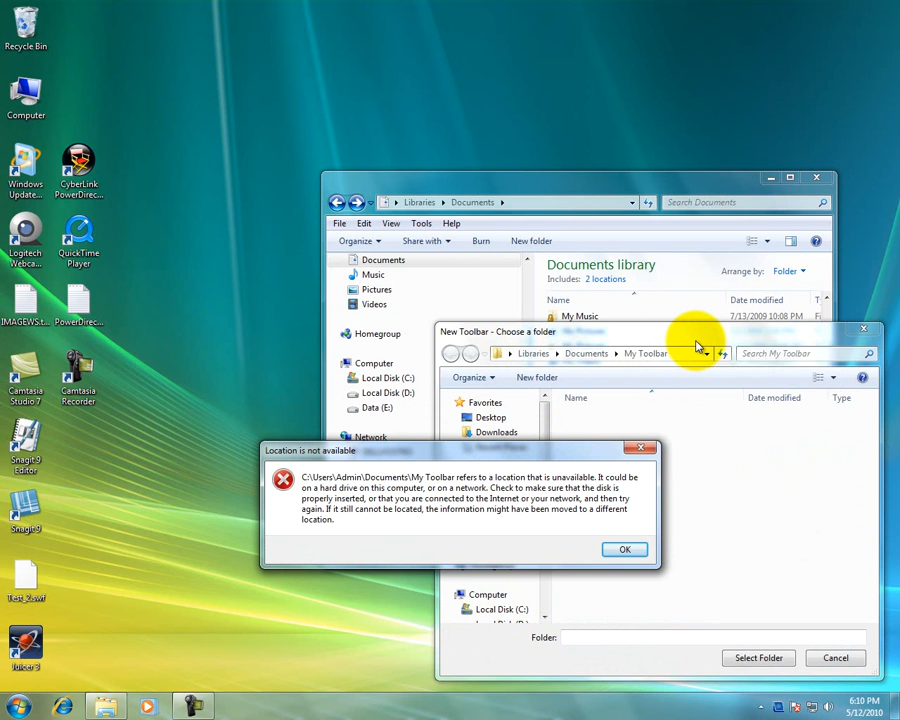 Recycle Bin
Computer
Windows Update...
CyberLink PowerDirec...
Logitech Webca...
QuickTime Player
IMAGEWS.t...
PowerDirec...
Camtasia Studio 7
Camtasia Recorder
Snagit 9 Editor
Snagit 9
Test_2.swf
Juicer 3
Libraries Documents
Search Documents
File Edit View Tools Help
Organize Share with Burn New folder
Documents
Music
Pictures
Videos
Homegroup
Computer
Local Disk (C:)
Local Disk (D:)
Data (E:)
Network
Documents library
Includes: 2 locations
Arrange by: Folder
Name Date modified
My Music 7/13/2009 10:08 PM Fi
New Toolbar - Choose a folder
Libraries Documents My Toolbar
Search My Toolbar
Organize New folder
Name Date modified Type
Favorites
Desktop
Downloads
Location is not available
C:\Users\Admin\Documents\My Toolbar refers to a location that is unavailable. It could be
on a hard drive on this computer, or on a network. Check to make sure that the disk is
properly inserted, or that you are connected to the Internet or your network, and then try
again. If it still cannot be located, the information might have been moved to a different
location.
OK
Computer
Local Disk (C:)
Folder:
Select Folder Cancel
6:10 PM
5/12/2010